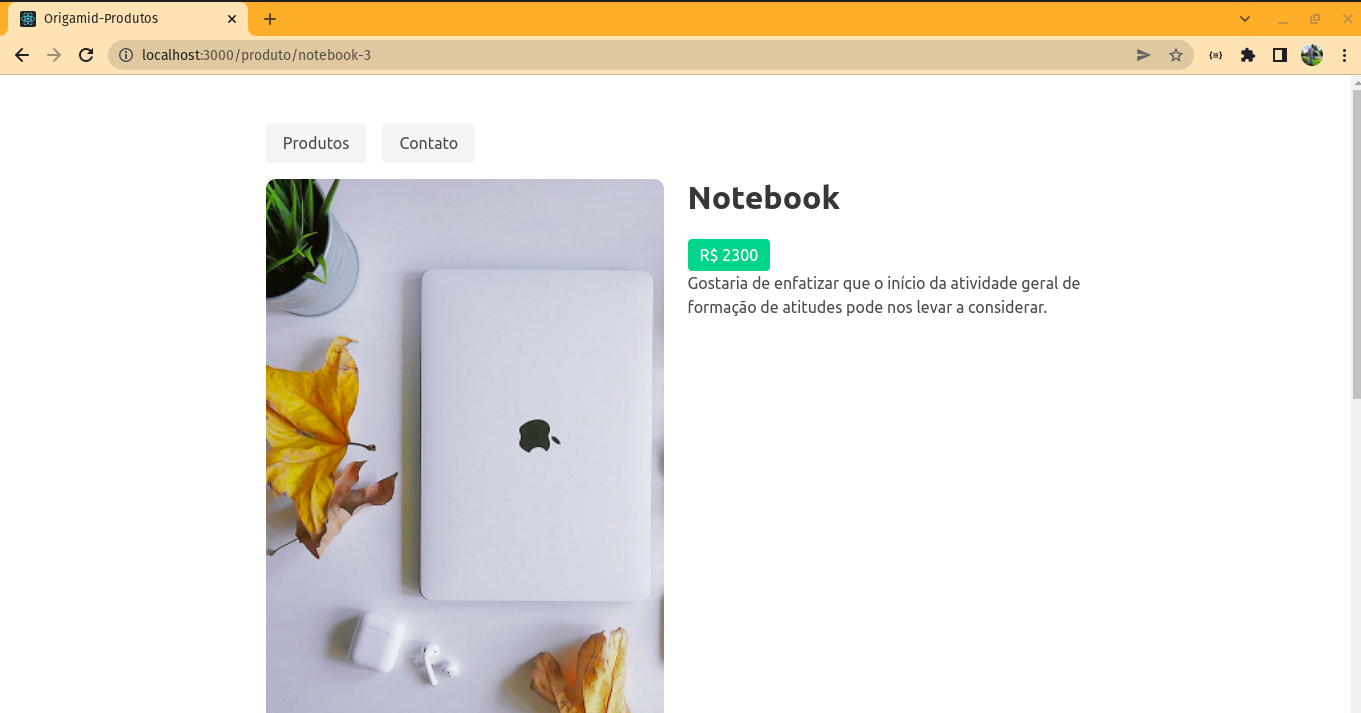 Origamid-Produtos
localhost:3000/produto/notebook-3
Produtos
Contato
Notebook
R$ 2300
Gostaria de enfatizar que o início da atividade geral de
formação de atitudes pode nos levar a considerar.